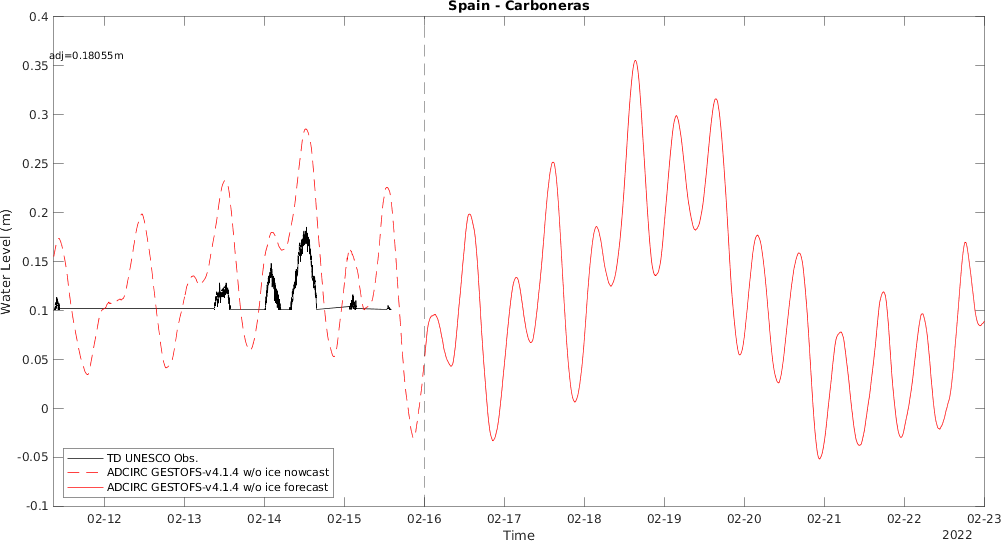 Spain - Carboneras
adj=0.18055m
0.4
0.35
0.3
0.25
0.2
0.15
0.1
0.05
0
-0.05
-0.1
Water Level (m)
TD UNESCO Obs.
ADCIRC GESTOFS-v4.1.4 w/o ice nowcast
ADCIRC GESTOFS-v4.1.4 w/o ice forecast
02-12 02-13 02-14 02-15 02-16 02-17 02-18 02-19 02-20 02-21 02-22 02-23
Time
2022